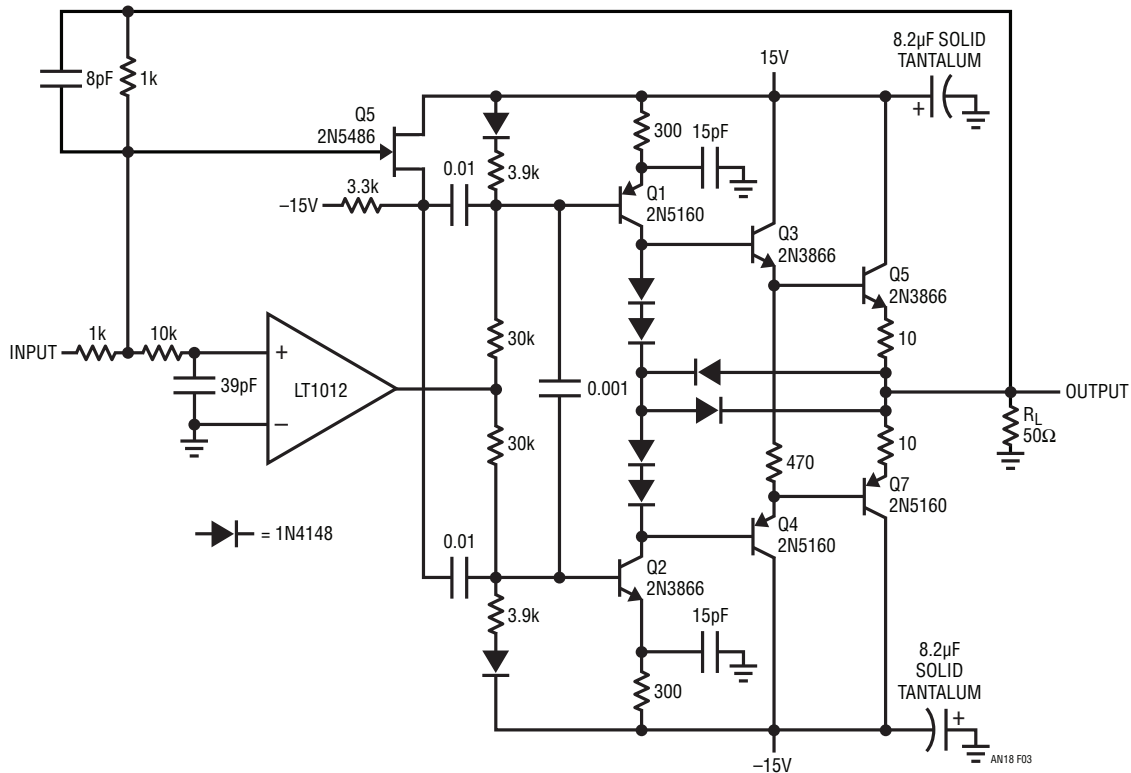 8.2µF SOLID
TANTALUM
+
15V
8pF
1k
Q5
2N5486
300
15pF
3.9k
0.01
3.3k
–15V
Q1
2N5160
Q3
2N3866
Q5
2N3866
10
1k
10k
INPUT
30k
+
LT1012
–
39pF
0.001
OUTPUT
RL
50Ω
30k
10
470
Q7
2N5160
= 1N4148
Q4
2N5160
0.01
Q2
2N3866
3.9k
15pF
300
8.2µF
SOLID
TANTALUM
+
–15V
AN18 F03